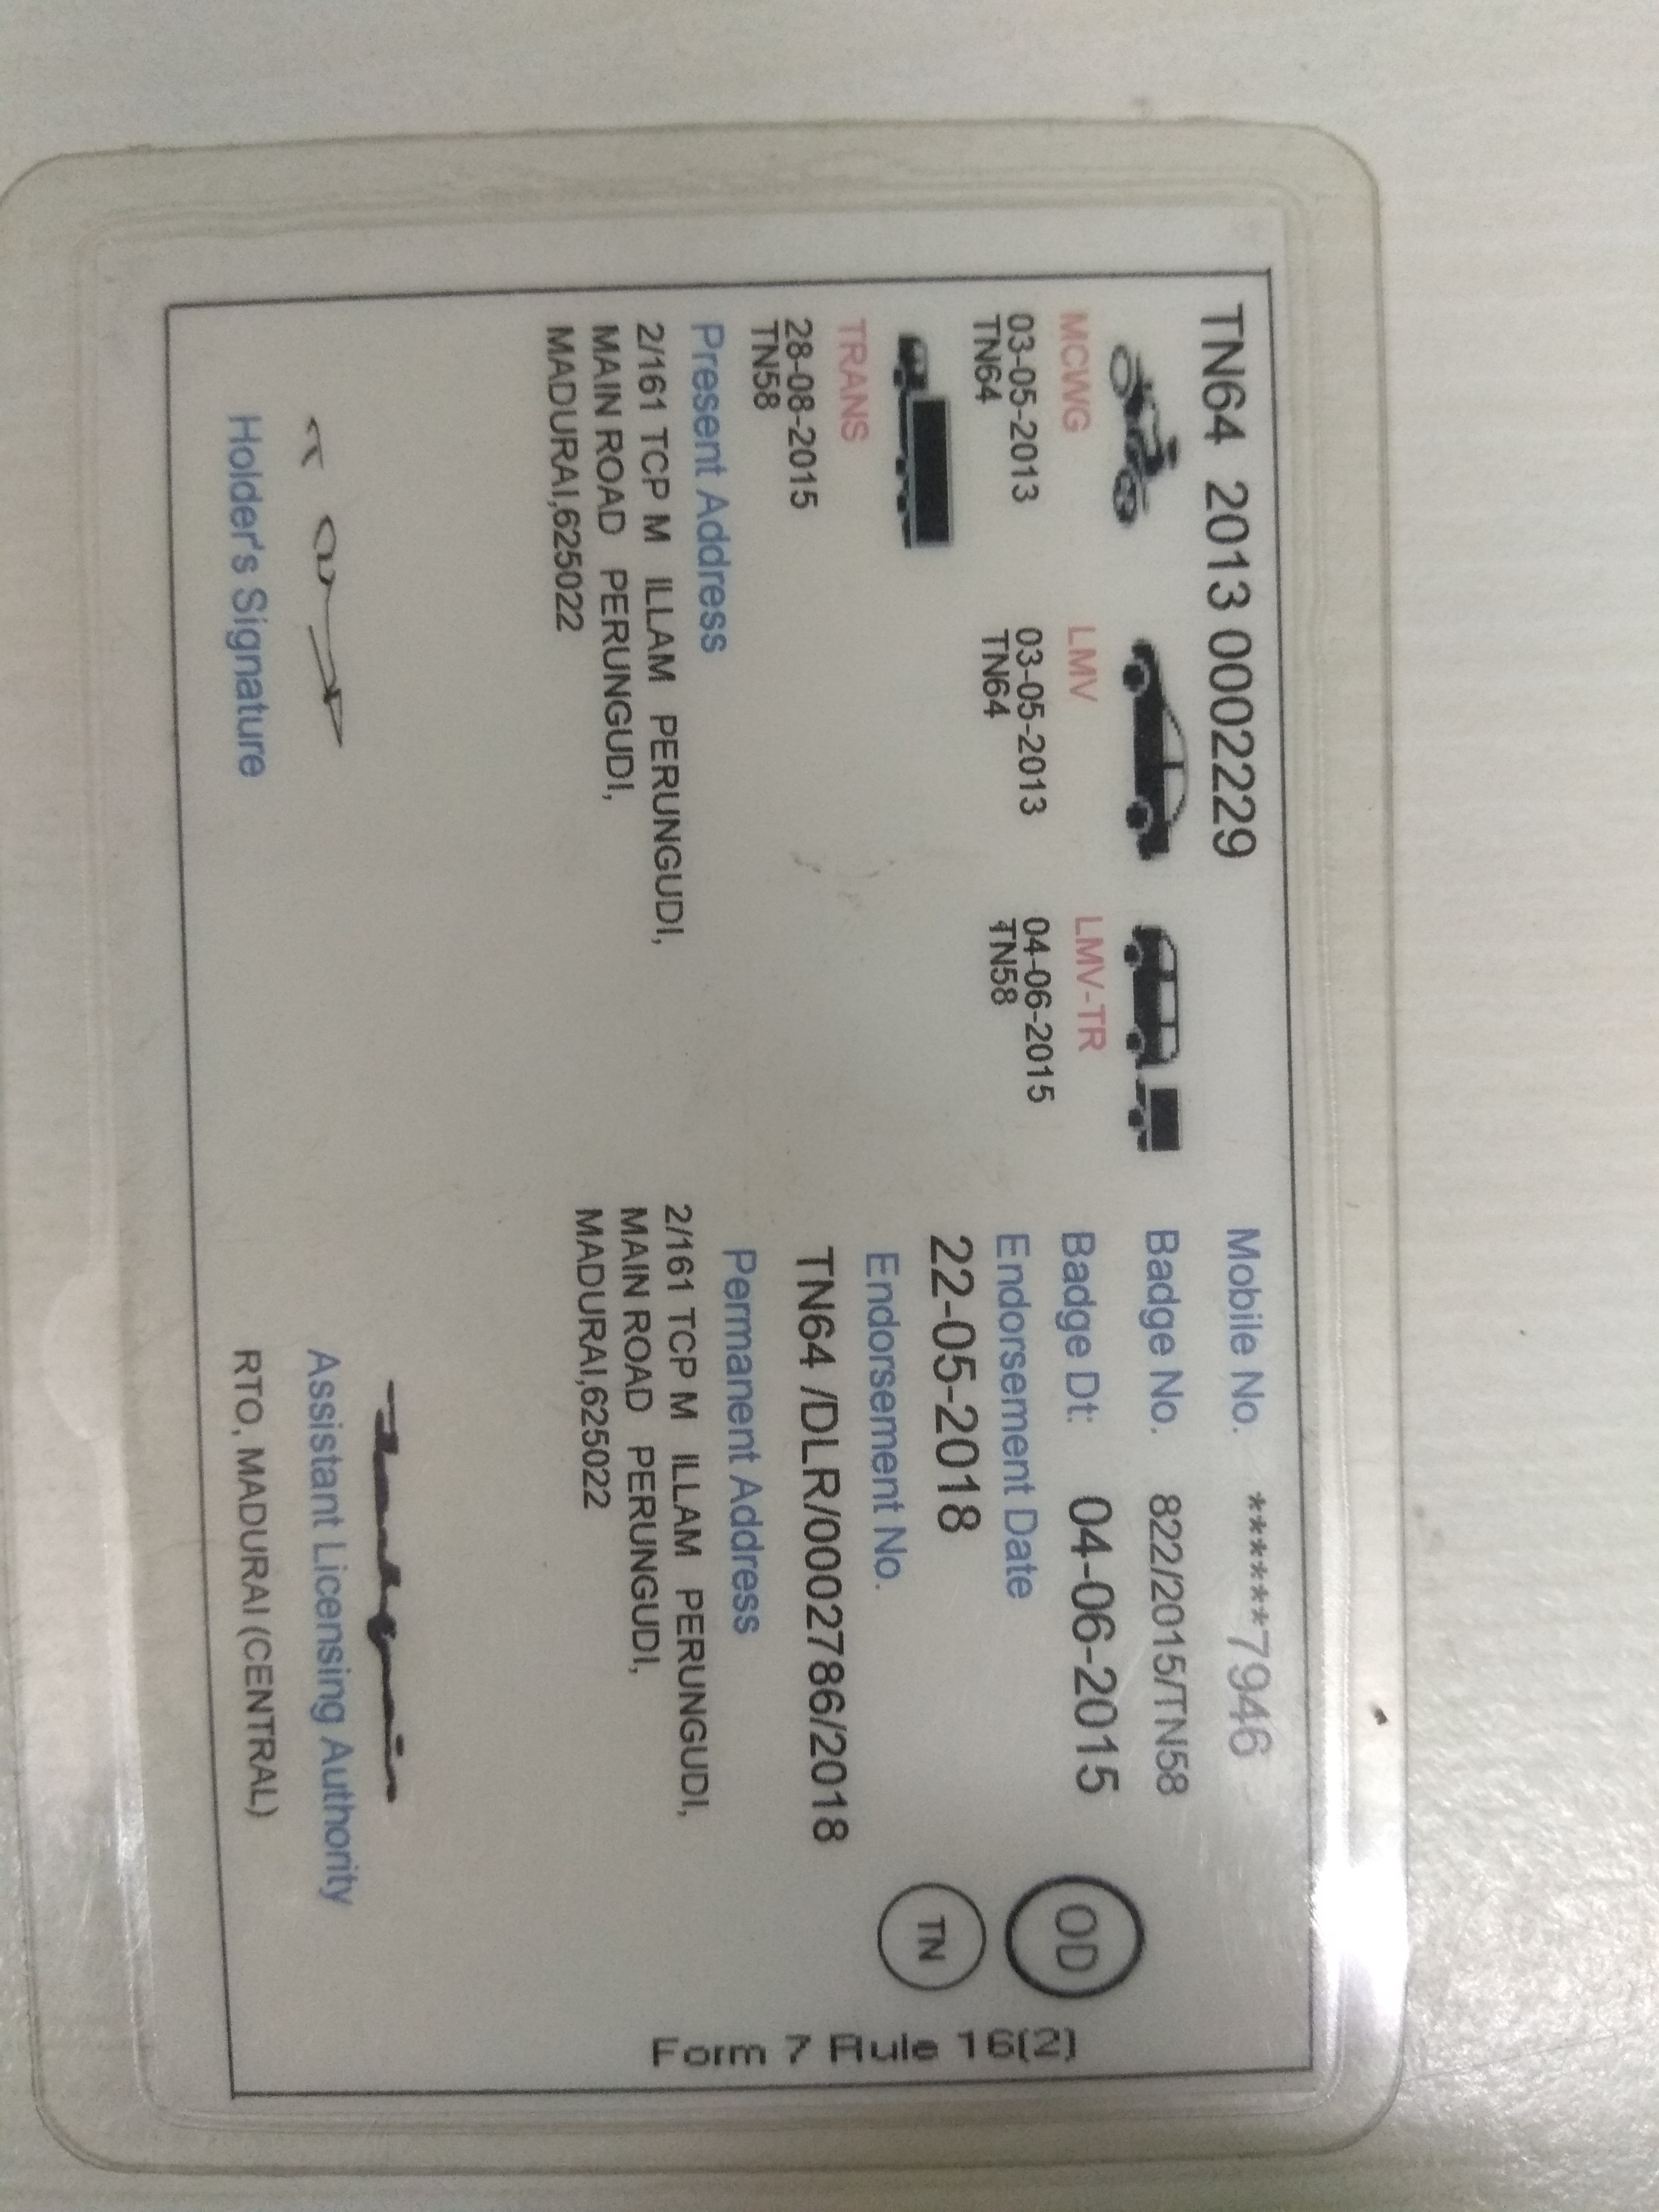 TN64 2013 0002229
MCWG
03-05-2013
TN64
LMV
03-05-2013
TN64
LMV-TR
04-06-2015
TN58
TRANS
28-08-2015
TN58
Mobile No. ******7946
Badge No. 822/2015/TN58
Badge Dt: 04-06-2015
Endorsement Date
22-05-2018
Endorsement No.
TN64 /DLR/0002786/2018
OD
TN
Form 7 Rule 16(2)
Present Address
2/161 TCP M ILLAM PERUNGUDI,
MAIN ROAD PERUNGUDI,
MADURAI,625022
Permanent Address
2/161 TCP M ILLAM PERUNGUDI,
MAIN ROAD PERUNGUDI,
MADURAI,625022
Holder's Signature
Assistant Licensing Authority
RTO, MADURAI (CENTRAL)